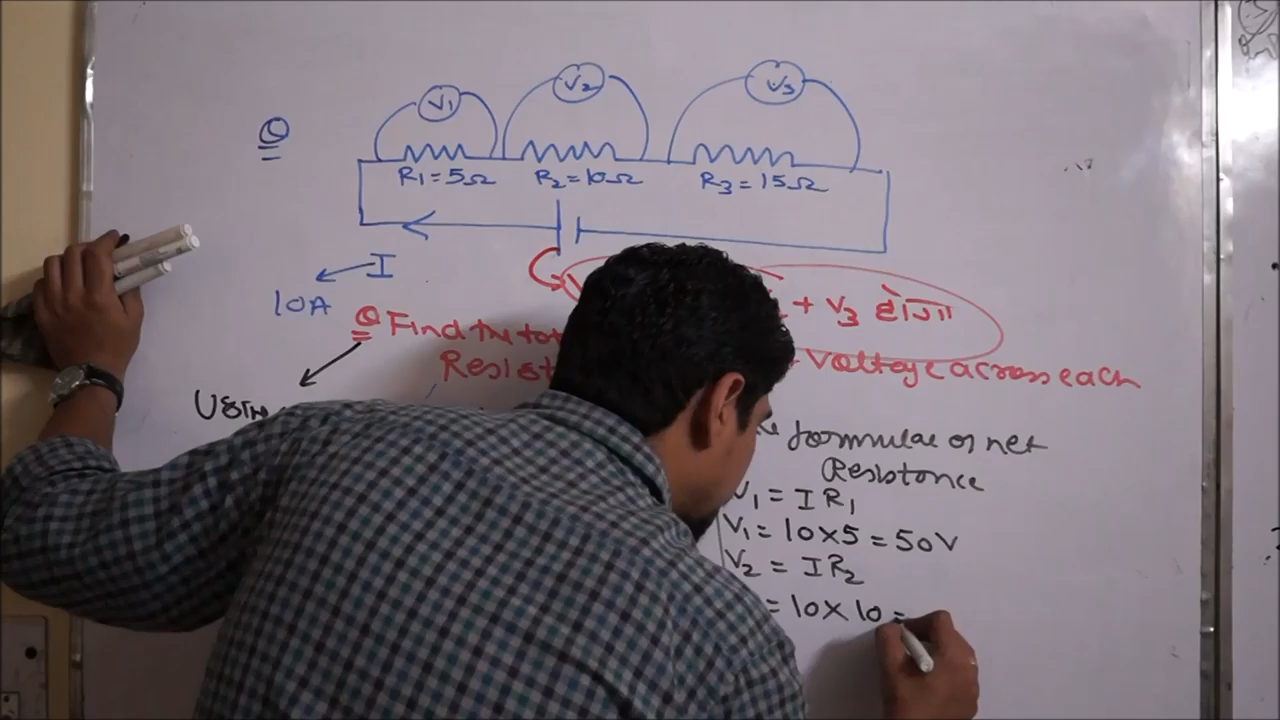 V₁ V₂ V₃
Q
R₁=5Ω R₂=10Ω R₃=15Ω
I
10A
+ V₃ होगा
Q Find the
Resist Voltage across each
formulae of net
Resistance
V₁ = I R₁
V₁ = 10×5 = 50V
V₂ = I R₂
= 10×10 =